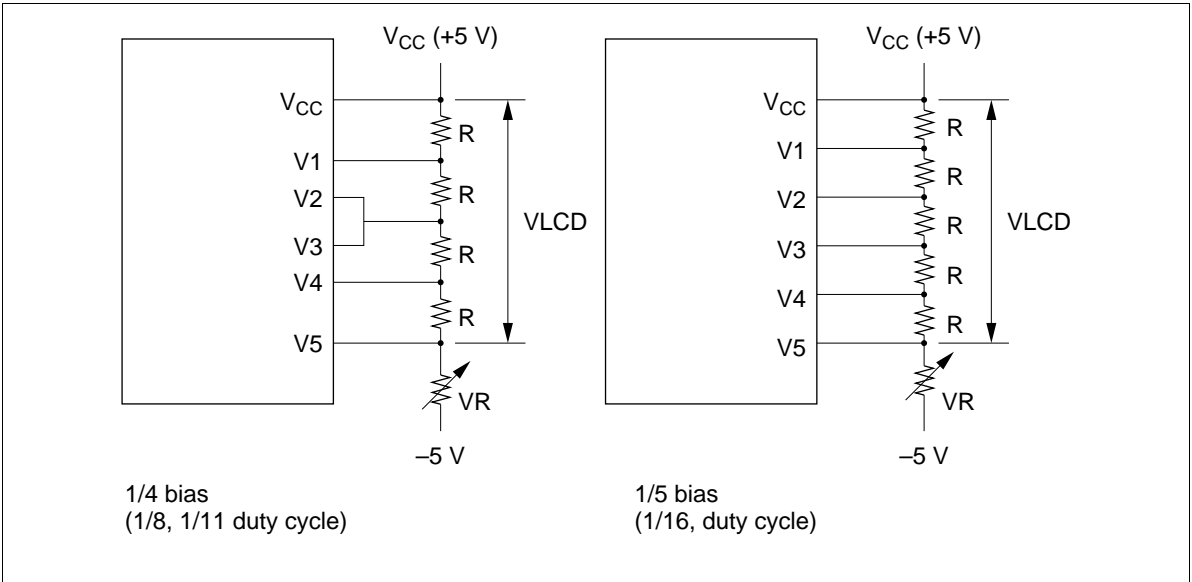 V_CC (+5 V)
V_CC
R
V1
R
V2
VLCD
V3
R
V4
R
V5
VR
–5 V
1/4 bias
(1/8, 1/11 duty cycle)
V_CC (+5 V)
V_CC
R
V1
R
V2
R
VLCD
V3
R
V4
R
V5
VR
–5 V
1/5 bias
(1/16, duty cycle)